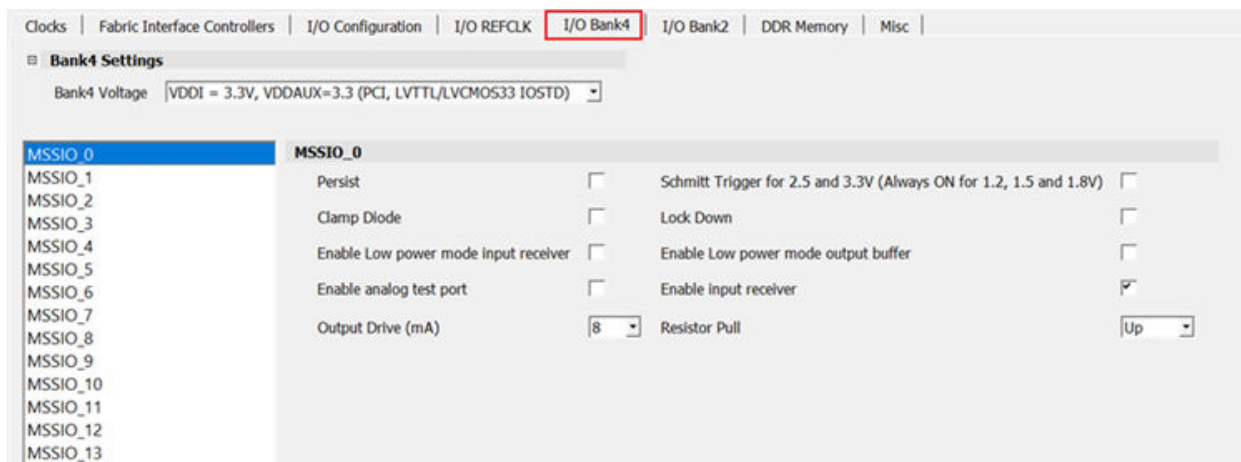 Clocks | Fabric Interface Controllers | I/O Configuration | I/O REFCLK I/O Bank4 I/O Bank2 | DDR Memory | Misc |
Bank4 Settings
Bank4 Voltage VDDI = 3.3V, VDDAUX=3.3 (PCI, LVTTL/LVCMOS33 IOSTD)
MSSIO_0
MSSIO_1
MSSIO_2
MSSIO_3
MSSIO_4
MSSIO_5
MSSIO_6
MSSIO_7
MSSIO_8
MSSIO_9
MSSIO_10
MSSIO_11
MSSIO_12
MSSIO_13
MSSIO_0
Persist Schmitt Trigger for 2.5 and 3.3V (Always ON for 1.2, 1.5 and 1.8V)
Clamp Diode Lock Down
Enable Low power mode input receiver Enable Low power mode output buffer
Enable analog test port Enable input receiver
Output Drive (mA) 8 Resistor Pull Up